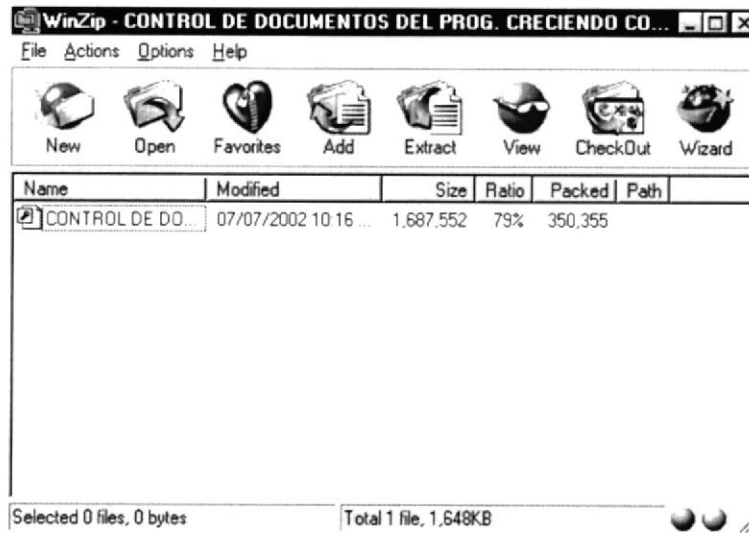 WinZip - CONTROL DE DOCUMENTOS DEL PROG. CRECIENDO CO...
File Actions Options Help
New Open Favorites Add Extract View CheckOut Wizard
Name Modified Size Ratio Packed Path
CONTROL DE DO... 07/07/2002 10:16 ... 1,687,552 79% 350,355
Selected 0 files, 0 bytes Total 1 file, 1,648KB